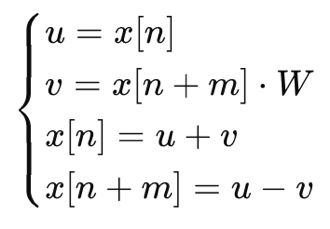 u = x[n]
v = x[n + m] · W
x[n] = u + v
x[n + m] = u − v